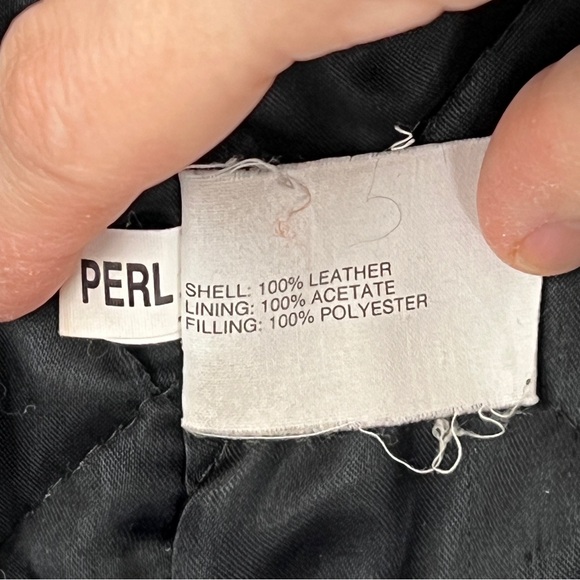 PERL
SHELL: 100% LEATHER
LINING: 100% ACETATE
FILLING: 100% POLYESTER